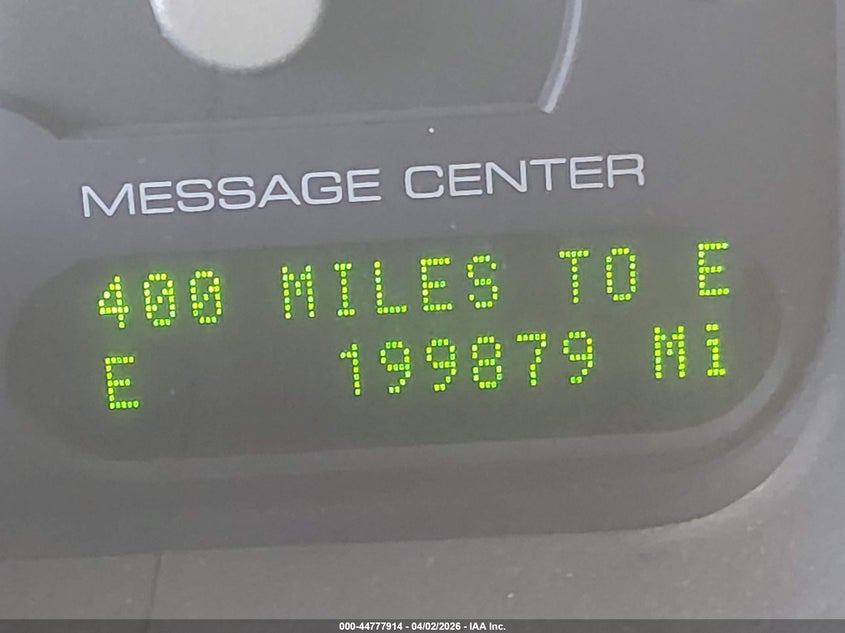 MESSAGE CENTER
400 MILES TO E
E 199879 Mi
000-44777914 - 04/02/2026 - IAA Inc.